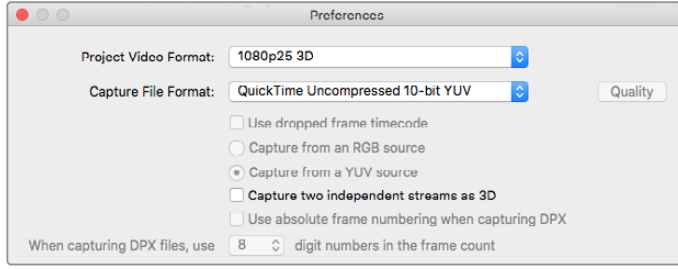 Preferences
Project Video Format: 1080p25 3D
Capture File Format: QuickTime Uncompressed 10-bit YUV Quality
Use dropped frame timecode
Capture from an RGB source
Capture from a YUV source
Capture two independent streams as 3D
Use absolute frame numbering when capturing DPX
When capturing DPX files, use 8 digit numbers in the frame count